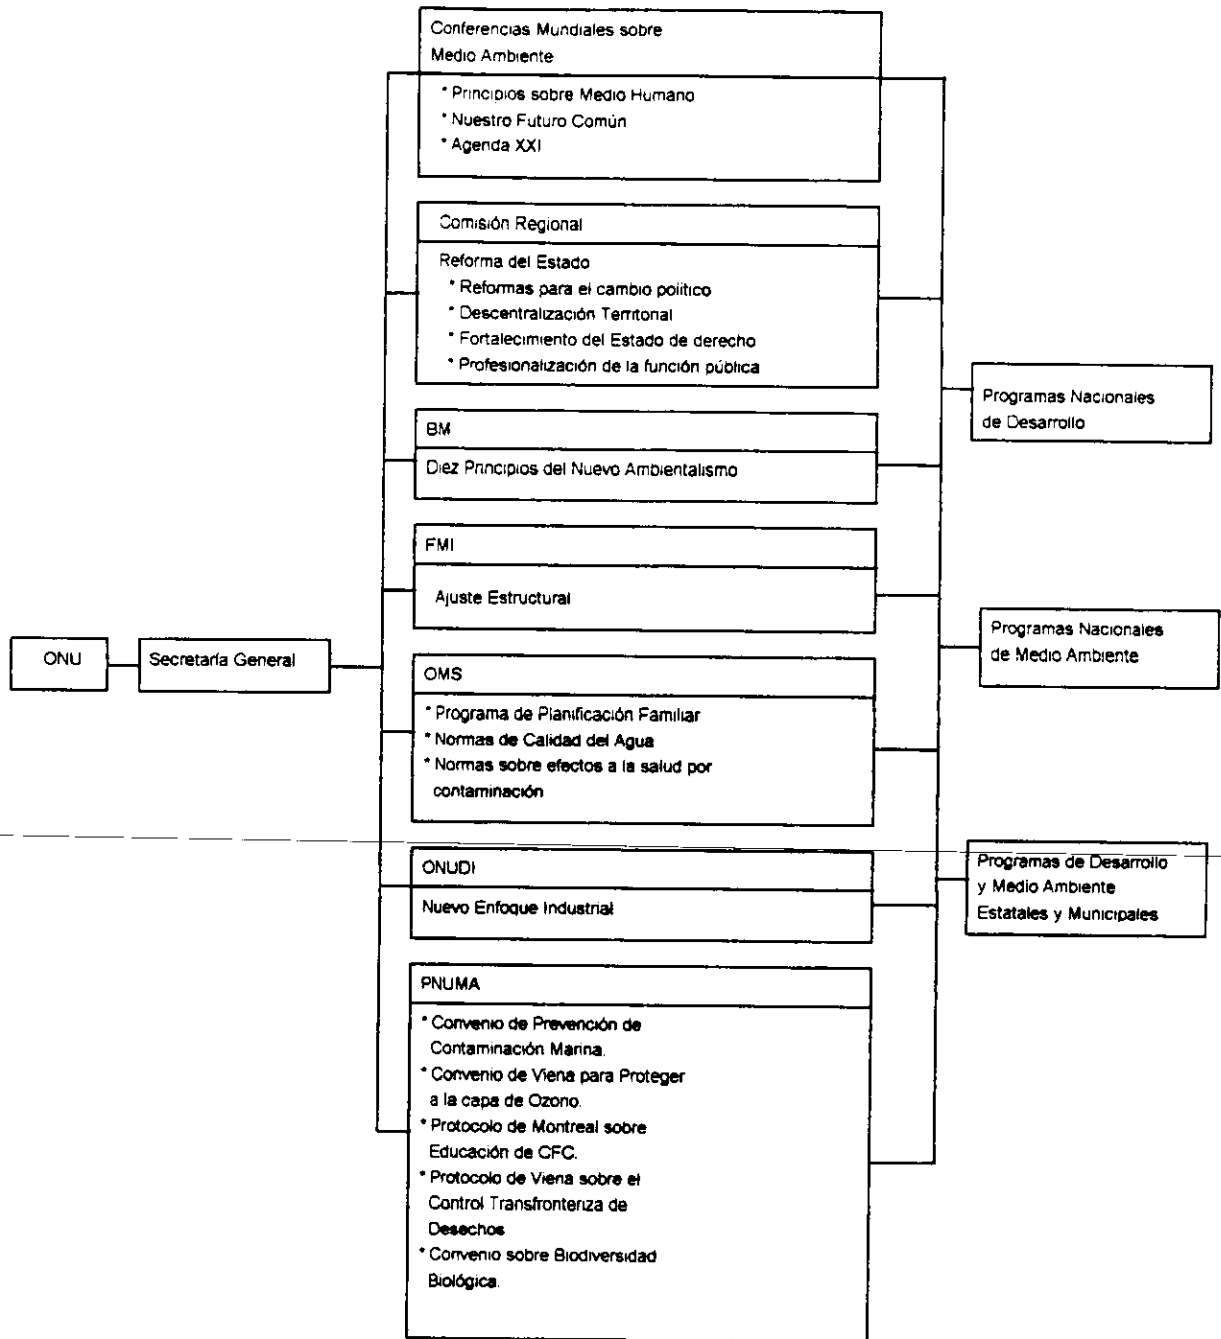 Conferencias Mundiales sobre
Medio Ambiente
* Principios sobre Medio Humano
* Nuestro Futuro Común
* Agenda XXI
Comisión Regional
Reforma del Estado
* Reformas para el cambio político
* Descentralización Territorial
* Fortalecimiento del Estado de derecho
* Profesionalización de la función pública
BM
Diez Principios del Nuevo Ambientalismo
FMI
Ajuste Estructural
ONU
Secretaría General
OMS
* Programa de Planificación Familiar
* Normas de Calidad del Agua
* Normas sobre efectos a la salud por
contaminación
ONUDI
Nuevo Enfoque Industrial
PNUMA
* Convenio de Prevención de
Contaminación Marina.
* Convenio de Viena para Proteger
a la capa de Ozono.
* Protocolo de Montreal sobre
Educación de CFC.
* Protocolo de Viena sobre el
Control Transfronteriza de
Desechos
* Convenio sobre Biodiversidad
Biológica.
Programas Nacionales
de Desarrollo
Programas Nacionales
de Medio Ambiente
Programas de Desarrollo
y Medio Ambiente
Estatales y Municipales